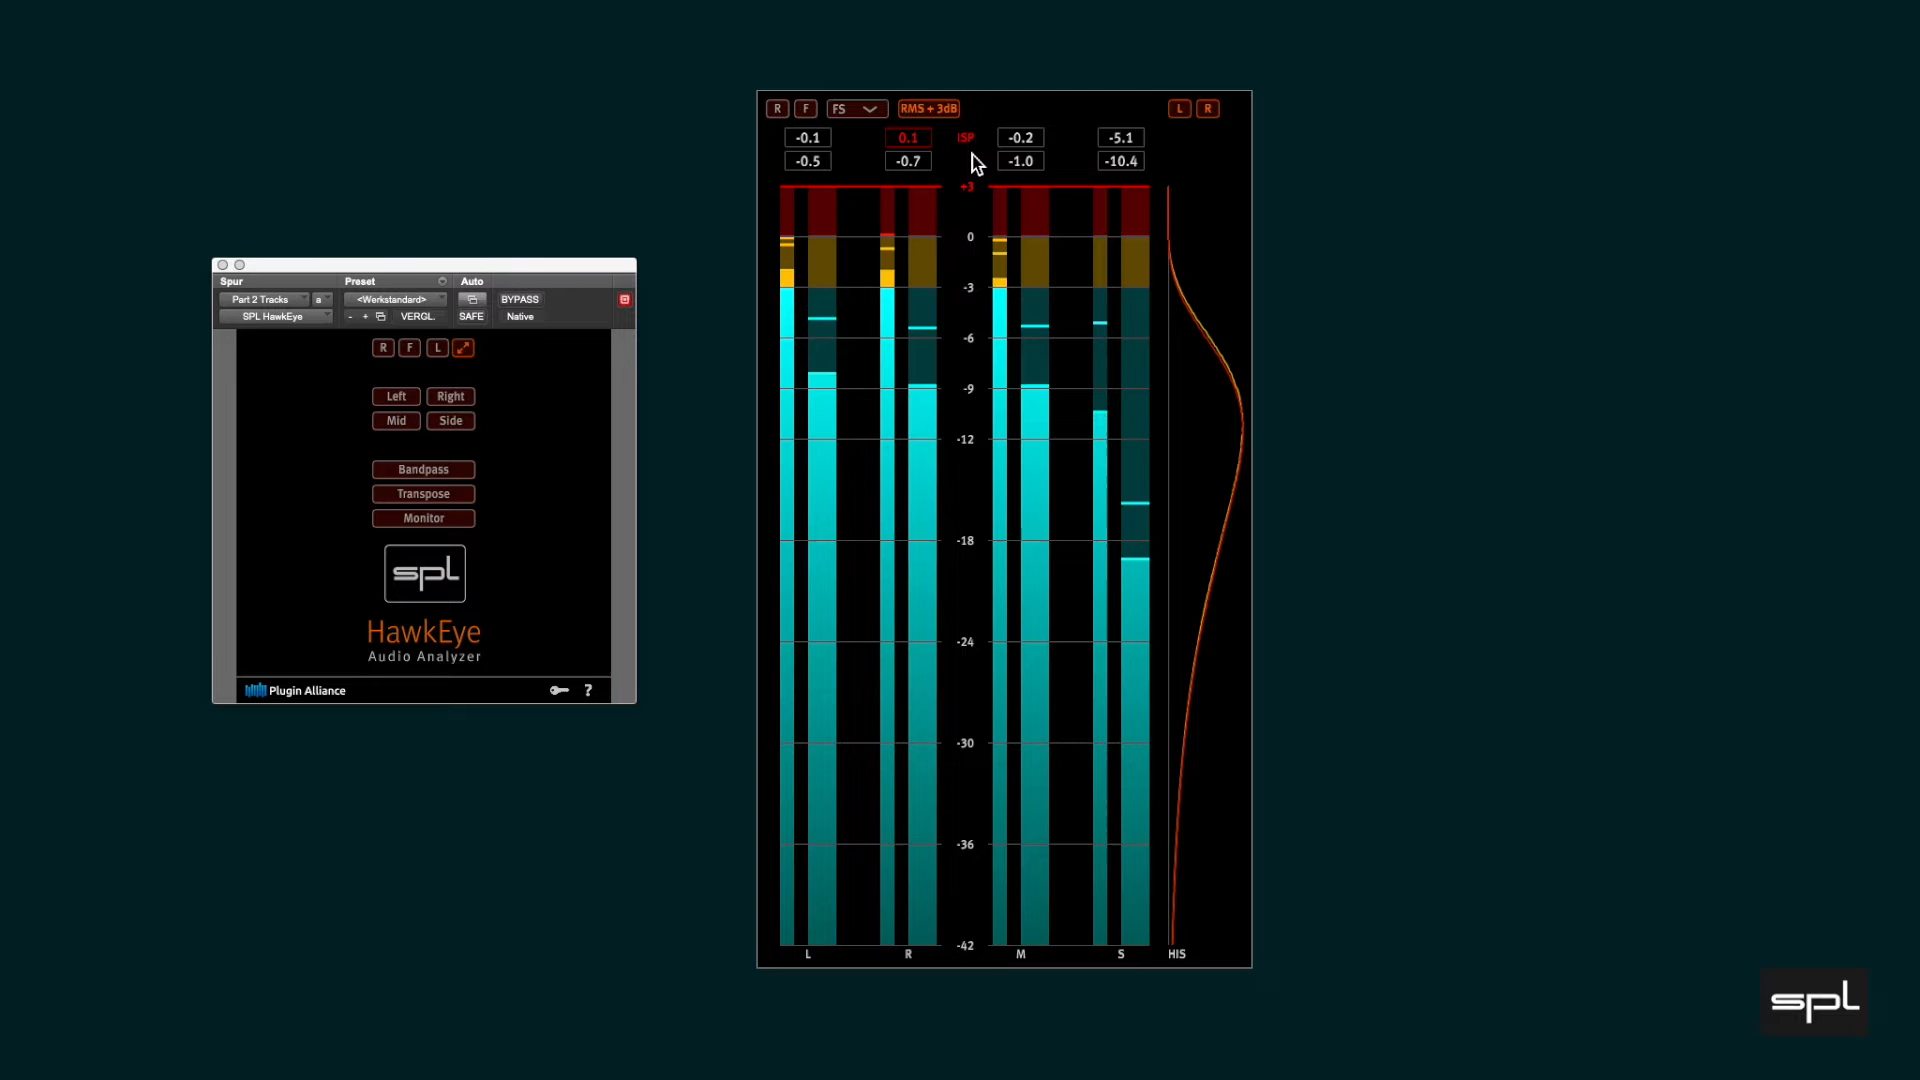 Spur Preset Auto
Part 2 Tracks a <Werkstandard> BYPASS
SPL HawkEye - + VERGL. SAFE Native
R F L
Left Right
Mid Side
Bandpass
Transpose
Monitor
spl
HawkEye
Audio Analyzer
Plugin Alliance ?
R F FS RMS + 3dB L R
-0.1 0.1 ISP -0.2 -5.1
-0.5 -0.7 -1.0 -10.4
+3
0
-3
-6
-9
-12
-18
-24
-30
-36
-42
L R M S HIS
spl